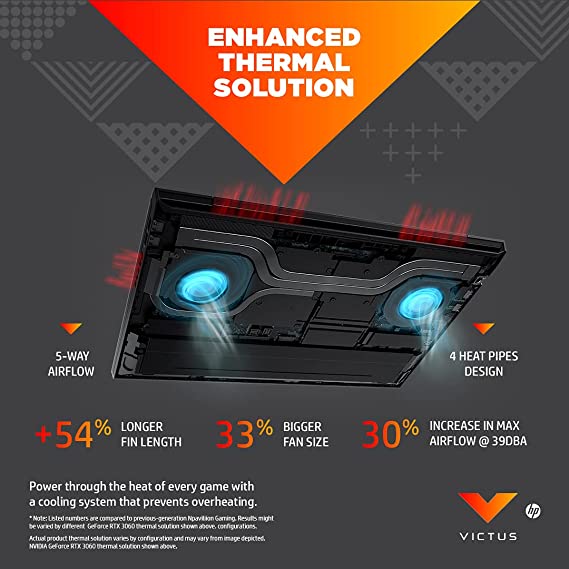 ENHANCED
THERMAL
SOLUTION
5-WAY
AIRFLOW
4 HEAT PIPES
DESIGN
+54% LONGER
FIN LENGTH
33% BIGGER
FAN SIZE
30% INCREASE IN MAX
AIRFLOW @ 39DBA
Power through the heat of every game with
a cooling system that prevents overheating.
* Note: Listed numbers are compared to previous-generation Npavilion Gaming. Results might
be varied by different GeForce RTX 3060 thermal solution shown above. configurations.
Actual product thermal solution varies by configuration and may vary from image depicted.
NVIDIA GeForce RTX 3060 thermal solution shown above.
VICTUS
hp